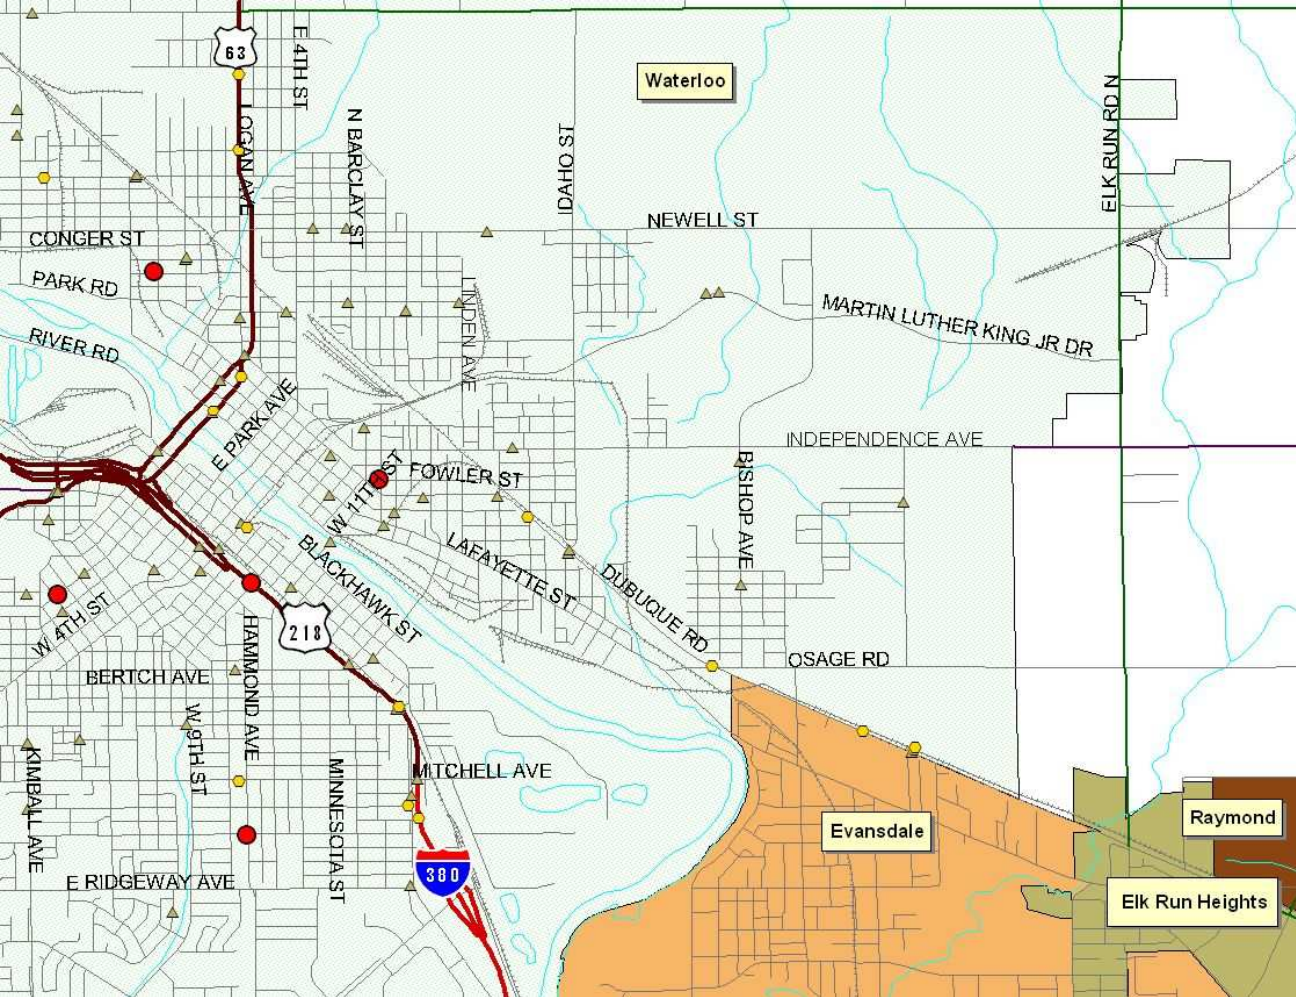 63
E 4TH ST
Waterloo
LOGAN AVE
N BARCLAY ST
IDAHO ST
ELK RUN RD N
CONGER ST
NEWELL ST
PARK RD
LINDEN AVE
MARTIN LUTHER KING JR DR
RIVER RD
E PARK AVE
INDEPENDENCE AVE
W 11TH ST
FOWLER ST
BISHOP AVE
LAFAYETTE ST
BLACKHAWK ST
DUBUQUE RD
W 4TH ST
218
HAMMOND AVE
OSAGE RD
BERTCH AVE
W 9TH ST
KIMBALL AVE
MINNESOTA ST
MITCHELL AVE
Evansdale
Raymond
380
E RIDGEWAY AVE
Elk Run Heights